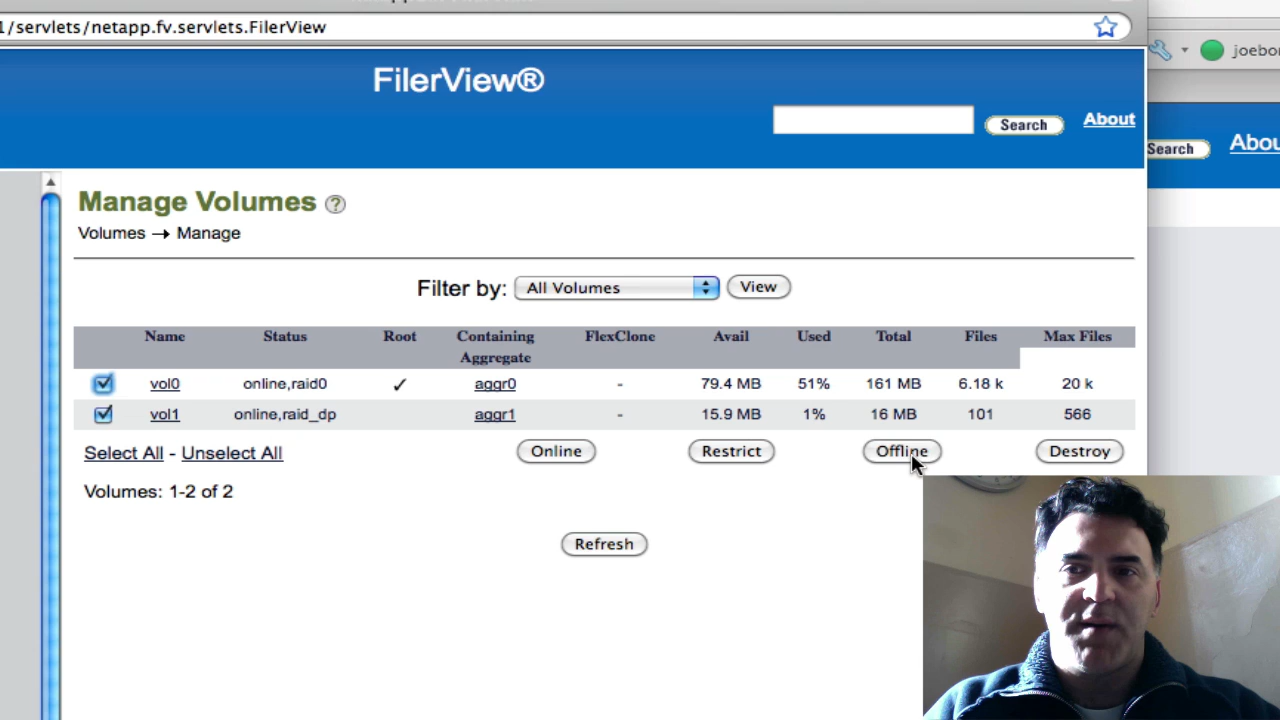 1/servlets/netapp.fv.servlets.FilerView
joebo
FilerView®
Search
About
Search
Abou
Manage Volumes ?
Volumes → Manage
Filter by: All Volumes View
Name Status Root Containing Aggregate FlexClone Avail Used Total Files Max Files
vol0 online,raid0 ✓ aggr0 - 79.4 MB 51% 161 MB 6.18 k 20 k
vol1 online,raid_dp aggr1 - 15.9 MB 1% 16 MB 101 566
Select All - Unselect All Online Restrict Offline Destroy
Volumes: 1-2 of 2
Refresh